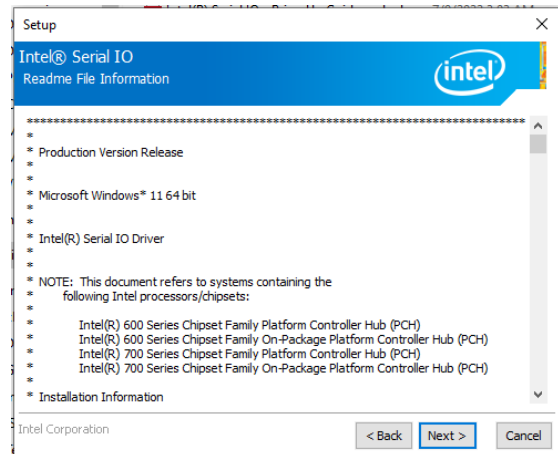 Setup
Intel® Serial IO
Readme File Information
intel
*******************************************************************************
*
* Production Version Release
*
*
* Microsoft Windows* 11 64 bit
*
*
* Intel(R) Serial IO Driver
*
*
* NOTE: This document refers to systems containing the
* following Intel processors/chipsets:
*
* Intel(R) 600 Series Chipset Family Platform Controller Hub (PCH)
* Intel(R) 600 Series Chipset Family On-Package Platform Controller Hub (PCH)
* Intel(R) 700 Series Chipset Family Platform Controller Hub (PCH)
* Intel(R) 700 Series Chipset Family On-Package Platform Controller Hub (PCH)
*
* Installation Information
Intel Corporation
< Back Next > Cancel